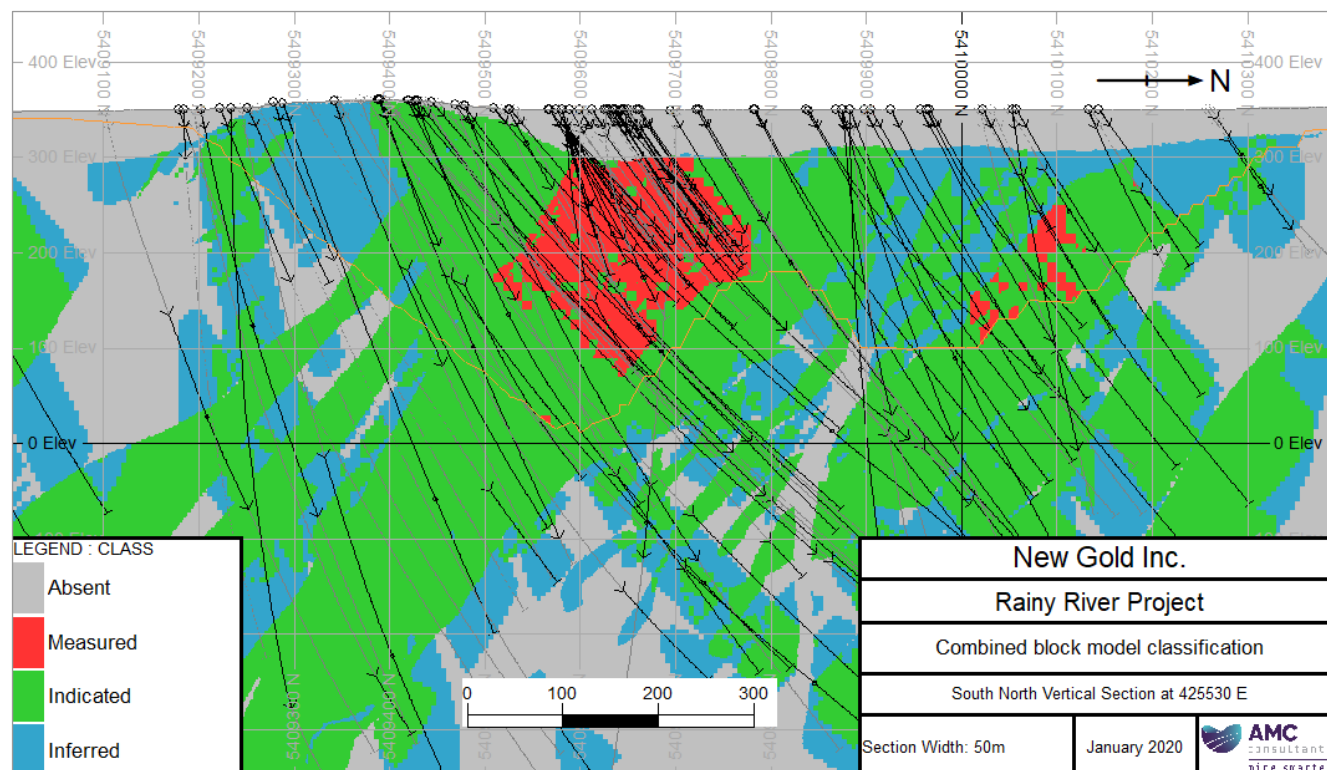 5409100 N
5409200 N
5409300 N
5409400 N
5409500 N
5409600 N
5409700 N
5409800 N
5409900 N
5410000 N
5410100 N
5410200 N
5410300 N
400 Elev
400 Elev
N
300 Elev
300 Elev
200 Elev
200 Elev
100 Elev
100 Elev
0 Elev
0 Elev
LEGEND : CLASS
Absent
Measured
Indicated
Inferred
5409300 N
5409400 N
0 100 200 300
New Gold Inc.
Rainy River Project
Combined block model classification
South North Vertical Section at 425530 E
Section Width: 50m
January 2020
AMC
consultant